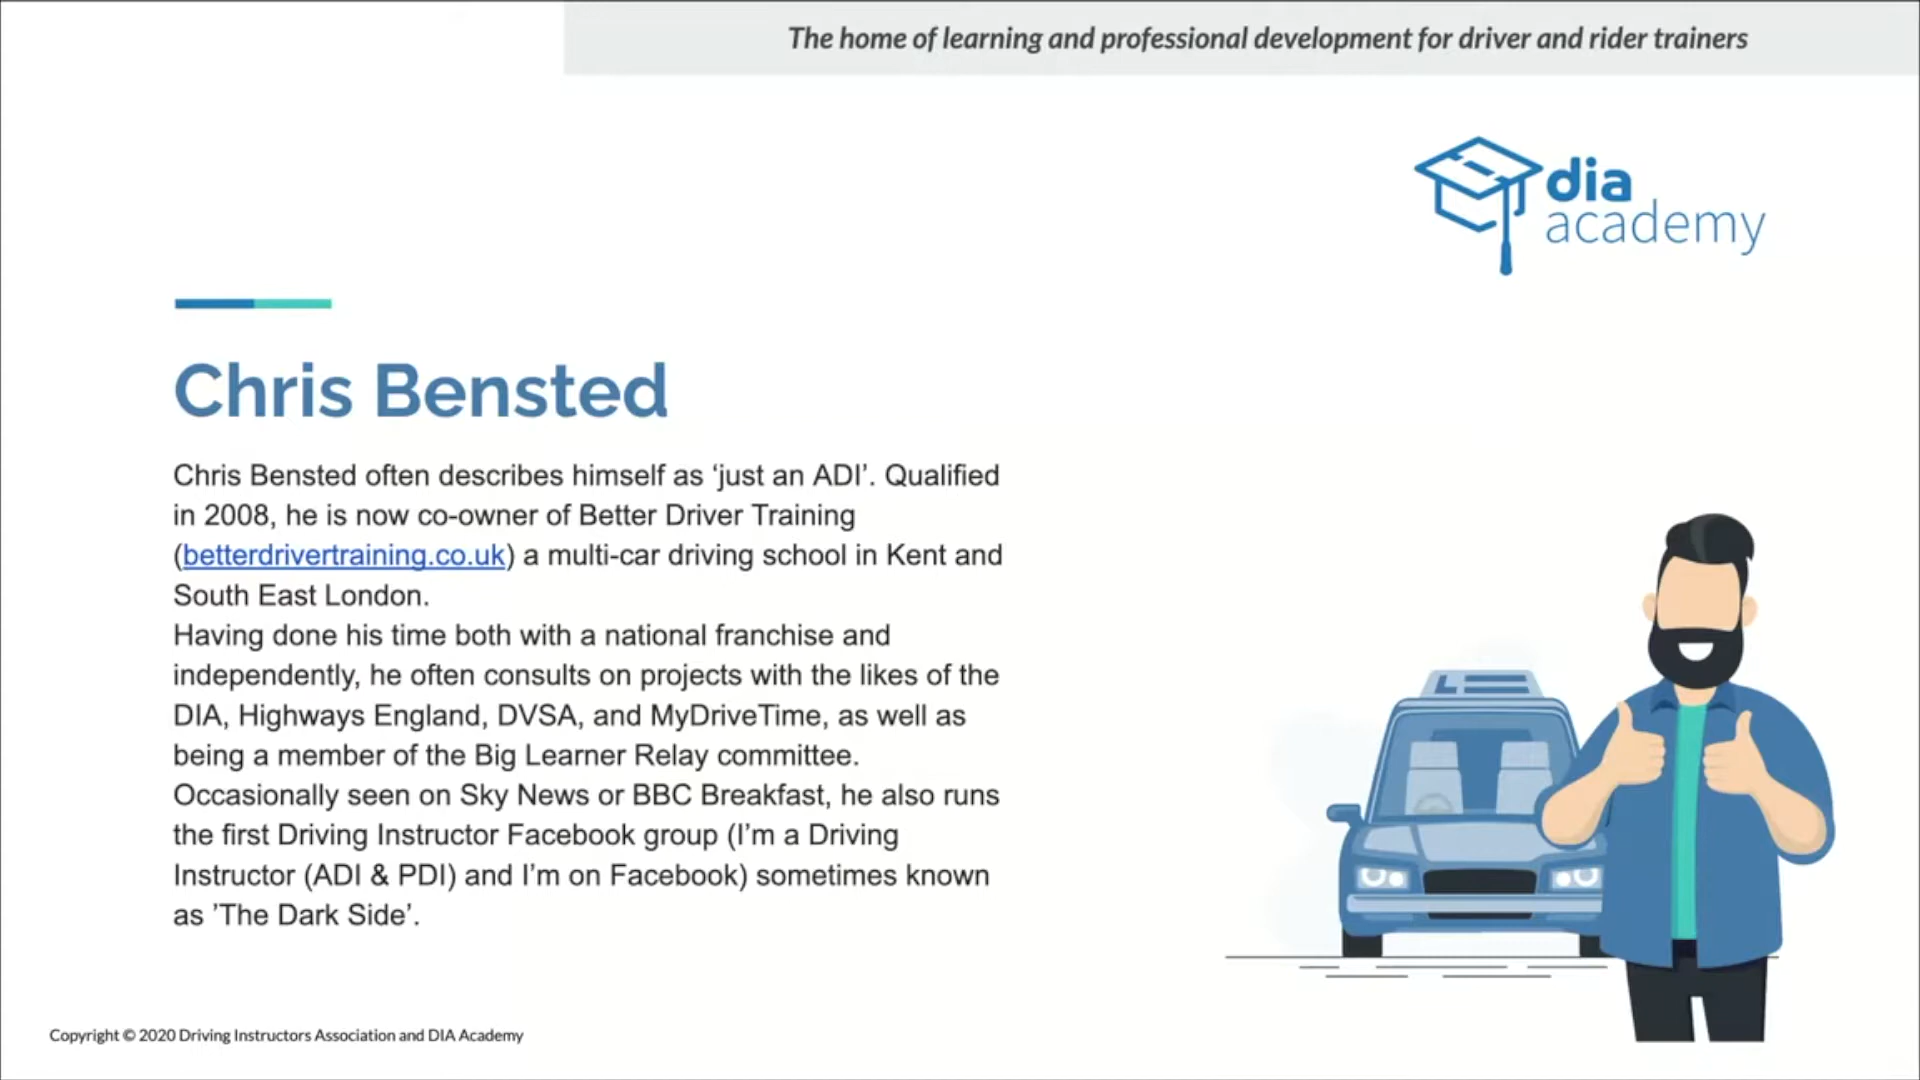 The home of learning and professional development for driver and rider trainers
dia
academy
Chris Bensted
Chris Bensted often describes himself as ‘just an ADI’. Qualified
in 2008, he is now co-owner of Better Driver Training
(betterdrivertraining.co.uk) a multi-car driving school in Kent and
South East London.
Having done his time both with a national franchise and
independently, he often consults on projects with the likes of the
DIA, Highways England, DVSA, and MyDriveTime, as well as
being a member of the Big Learner Relay committee.
Occasionally seen on Sky News or BBC Breakfast, he also runs
the first Driving Instructor Facebook group (I’m a Driving
Instructor (ADI & PDI) and I’m on Facebook) sometimes known
as ’The Dark Side’.
L
Copyright © 2020 Driving Instructors Association and DIA Academy